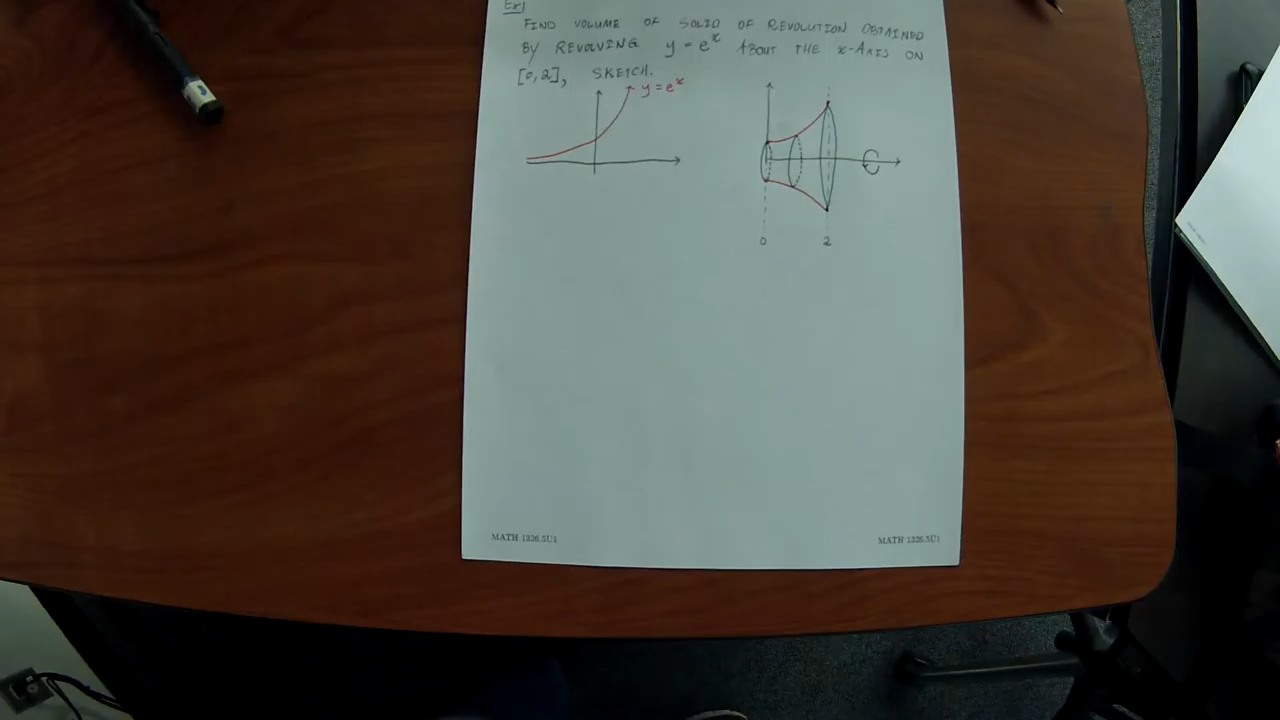 Ex1
FIND VOLUME OF SOLID OF REVOLUTION OBTAINED
BY REVOLVING y = e^x ABOUT THE x-AXIS ON
[0,2], SKETCH.
y = e^x
0
2
MATH 1326.5U1
MATH 1326.5U1